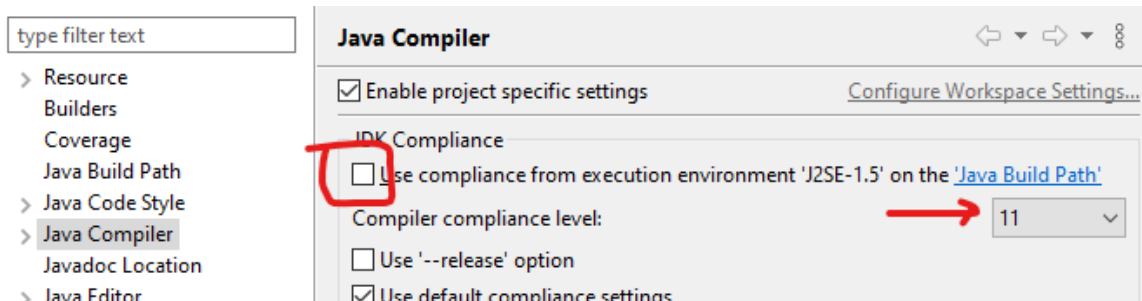 type filter text
Resource
Builders
Coverage
Java Build Path
Java Code Style
Java Compiler
Javadoc Location
Java Editor
Java Compiler
Enable project specific settings
Configure Workspace Settings...
JDK Compliance
Use compliance from execution environment 'J2SE-1.5' on the 'Java Build Path'
Compiler compliance level:
11
Use '--release' option
Use default compliance settings